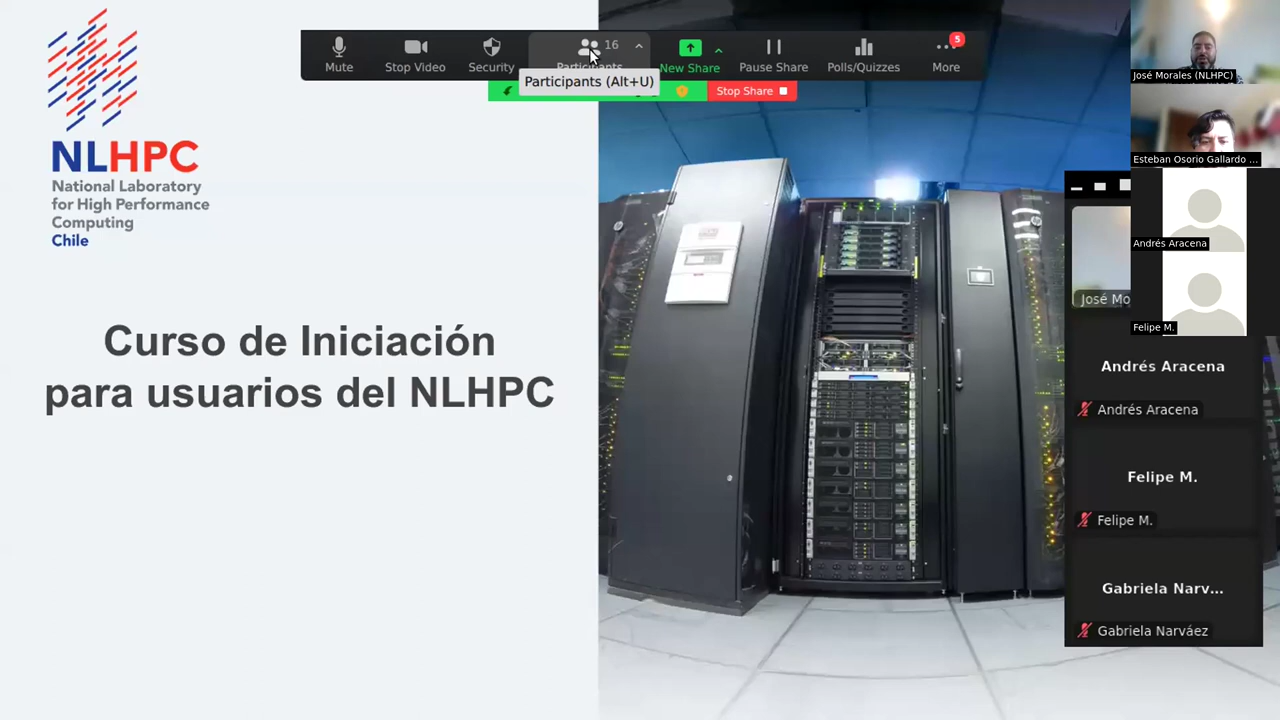 NLHPC
National Laboratory
for High Performance
Computing
Chile
Curso de Iniciación
para usuarios del NLHPC
Mute
Stop Video
Security
16
Participants
New Share
Pause Share
Polls/Quizzes
5
More
Participants (Alt+U)
Stop Share
José Morales (NLHPC)
Esteban Osorio Gallardo ...
Andrés Aracena
Felipe M.
José Mo
Andrés Aracena
Andrés Aracena
Felipe M.
Felipe M.
Gabriela Narv...
Gabriela Narváez